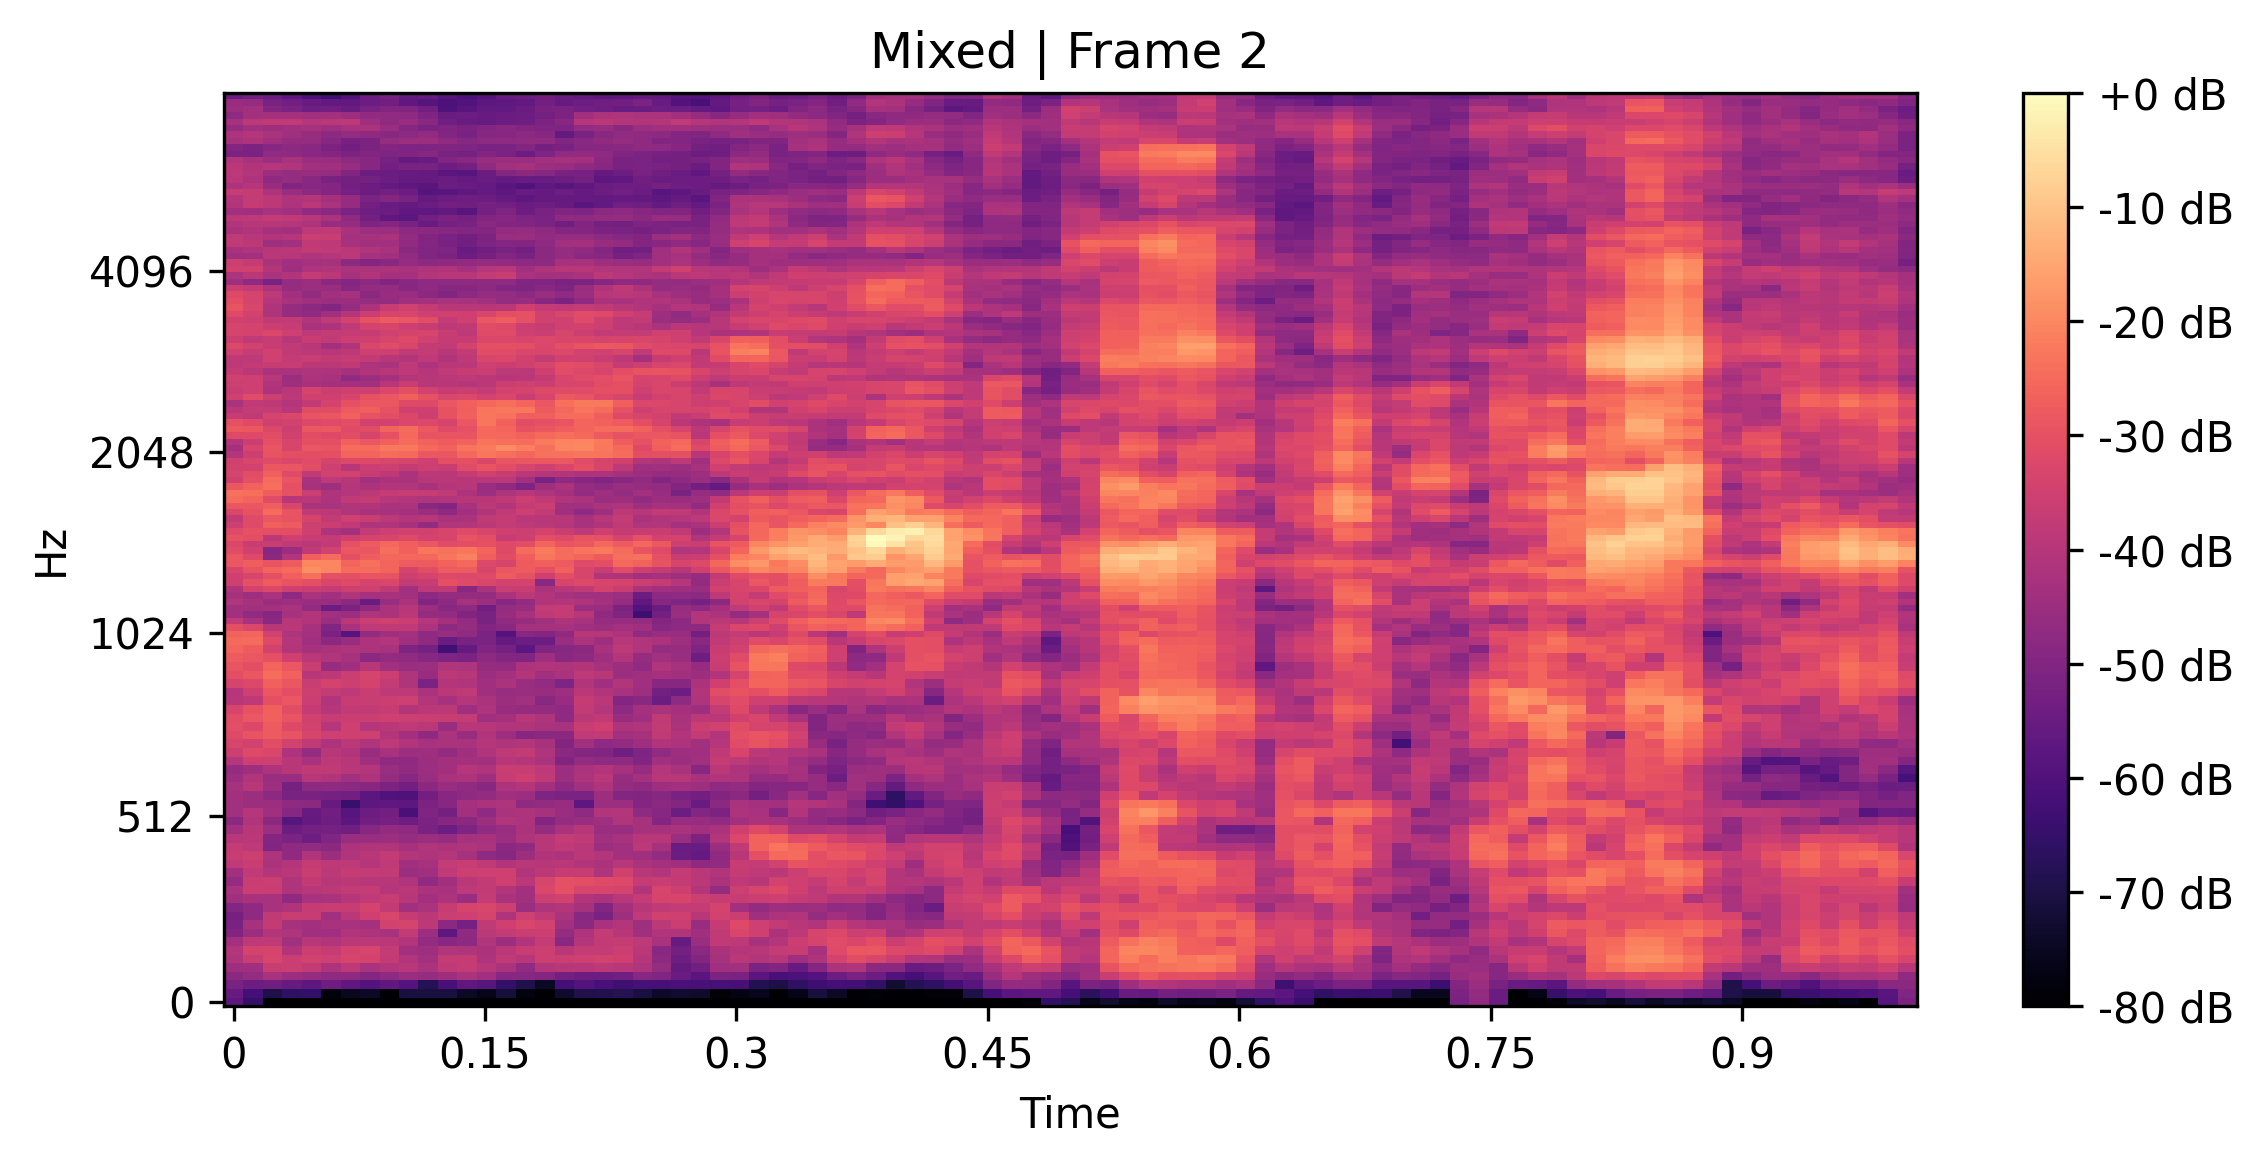 Mixed | Frame 2
+0 dB
-10 dB
-20 dB
-30 dB
-40 dB
-50 dB
-60 dB
-70 dB
-80 dB
Hz
4096
2048
1024
512
0
0 0.15 0.3 0.45 0.6 0.75 0.9
Time